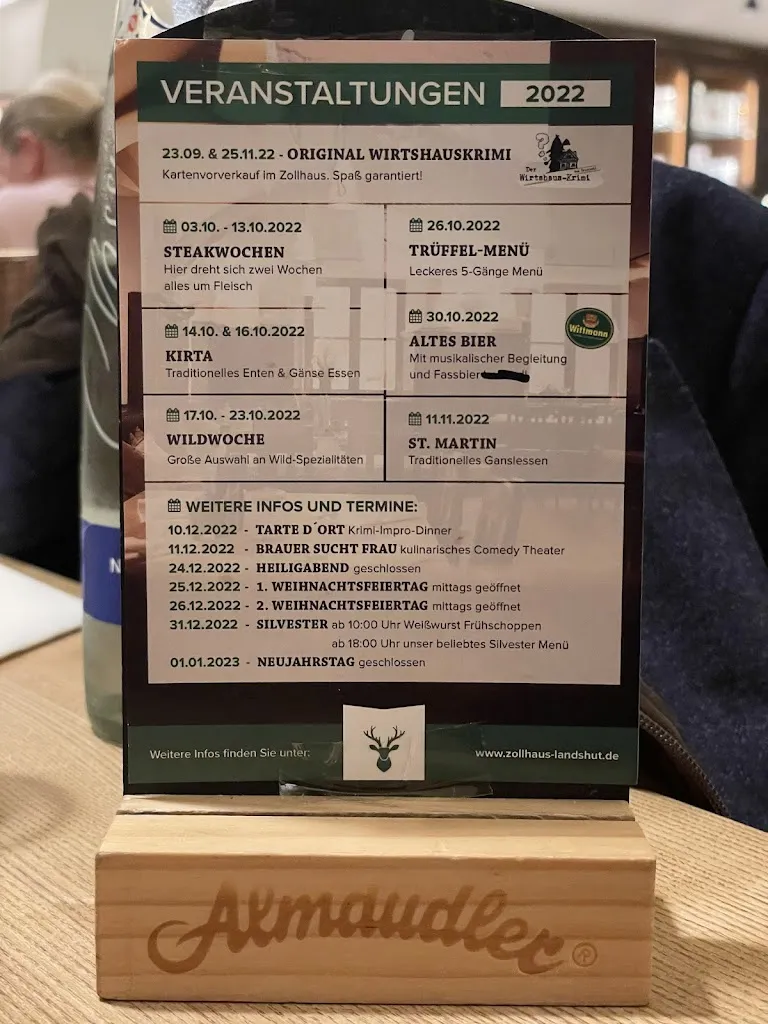 VERANSTALTUNGEN 2022
23.09. & 25.11.22 - ORIGINAL WIRTSHAUSKRIMI
Kartenvorverkauf im Zollhaus. Spaß garantiert!
Der
Wirtshaus-Krimi
03.10. - 13.10.2022
STEAKWOCHEN
Hier dreht sich zwei Wochen
alles um Fleisch
26.10.2022
TRÜFFEL-MENÜ
Leckeres 5-Gänge Menü
14.10. & 16.10.2022
KIRTA
Traditionelles Enten & Gänse Essen
30.10.2022
ALTES BIER
Mit musikalischer Begleitung
und Fassbier
Wittmann
17.10. - 23.10.2022
WILDWOCHE
Große Auswahl an Wild-Spezialitäten
11.11.2022
ST. MARTIN
Traditionelles Ganslessen
WEITERE INFOS UND TERMINE:
10.12.2022 - TARTE D´ORT Krimi-Impro-Dinner
11.12.2022 - BRAUER SUCHT FRAU kulinarisches Comedy Theater
24.12.2022 - HEILIGABEND geschlossen
25.12.2022 - 1. WEIHNACHTSFEIERTAG mittags geöffnet
26.12.2022 - 2. WEIHNACHTSFEIERTAG mittags geöffnet
31.12.2022 - SILVESTER ab 10:00 Uhr Weißwurst Frühschoppen
ab 18:00 Uhr unser beliebtes Silvester Menü
01.01.2023 - NEUJAHRSTAG geschlossen
Weitere Infos finden Sie unter:
www.zollhaus-landshut.de
Almdudler®